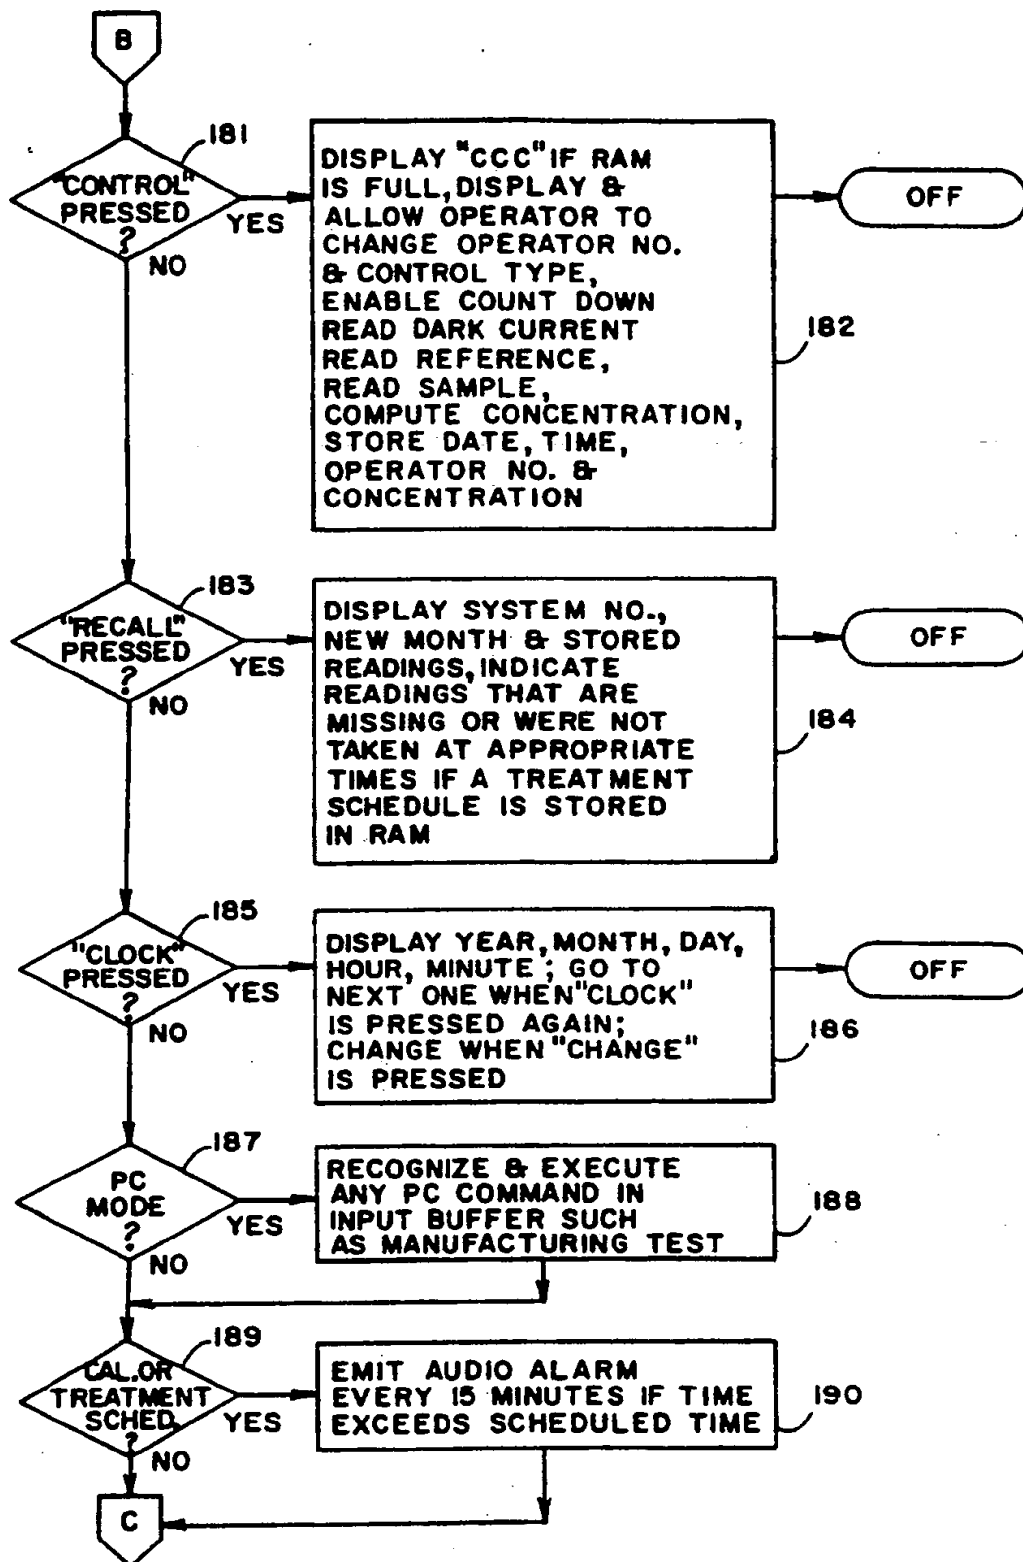 B
181
"CONTROL"
PRESSED
?
YES
NO
DISPLAY "CCC" IF RAM
IS FULL, DISPLAY &
ALLOW OPERATOR TO
CHANGE OPERATOR NO.
& CONTROL TYPE,
ENABLE COUNT DOWN
READ DARK CURRENT
READ REFERENCE,
READ SAMPLE,
COMPUTE CONCENTRATION,
STORE DATE, TIME,
OPERATOR NO. &
CONCENTRATION
OFF
182
183
"RECALL"
PRESSED
?
YES
NO
DISPLAY SYSTEM NO.,
NEW MONTH & STORED
READINGS, INDICATE
READINGS THAT ARE
MISSING OR WERE NOT
TAKEN AT APPROPRIATE
TIMES IF A TREATMENT
SCHEDULE IS STORED
IN RAM
OFF
184
185
"CLOCK"
PRESSED
?
YES
NO
DISPLAY YEAR, MONTH, DAY,
HOUR, MINUTE; GO TO
NEXT ONE WHEN "CLOCK"
IS PRESSED AGAIN;
CHANGE WHEN "CHANGE"
IS PRESSED
OFF
186
187
PC
MODE
?
YES
NO
RECOGNIZE & EXECUTE
ANY PC COMMAND IN
INPUT BUFFER SUCH
AS MANUFACTURING TEST
188
189
CAL. OR
TREATMENT
SCHED.
?
YES
NO
EMIT AUDIO ALARM
EVERY 15 MINUTES IF TIME
EXCEEDS SCHEDULED TIME
190
C